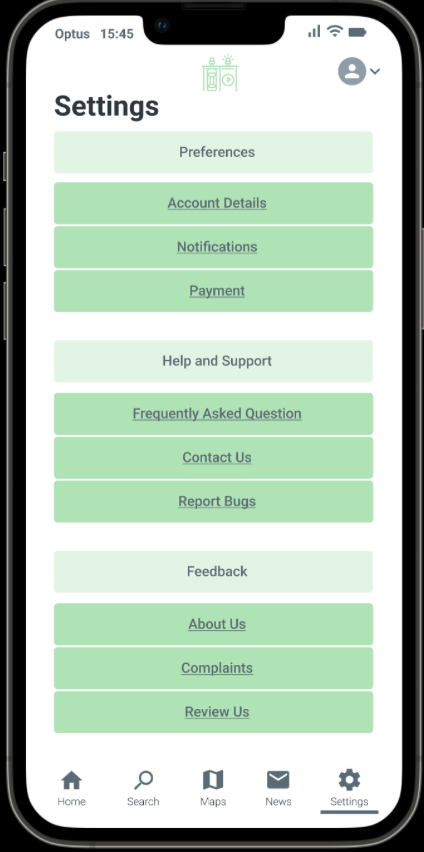 Optus 15:45
Settings
Preferences
Account Details
Notifications
Payment
Help and Support
Frequently Asked Question
Contact Us
Report Bugs
Feedback
About Us
Complaints
Review Us
Home Search Maps News Settings